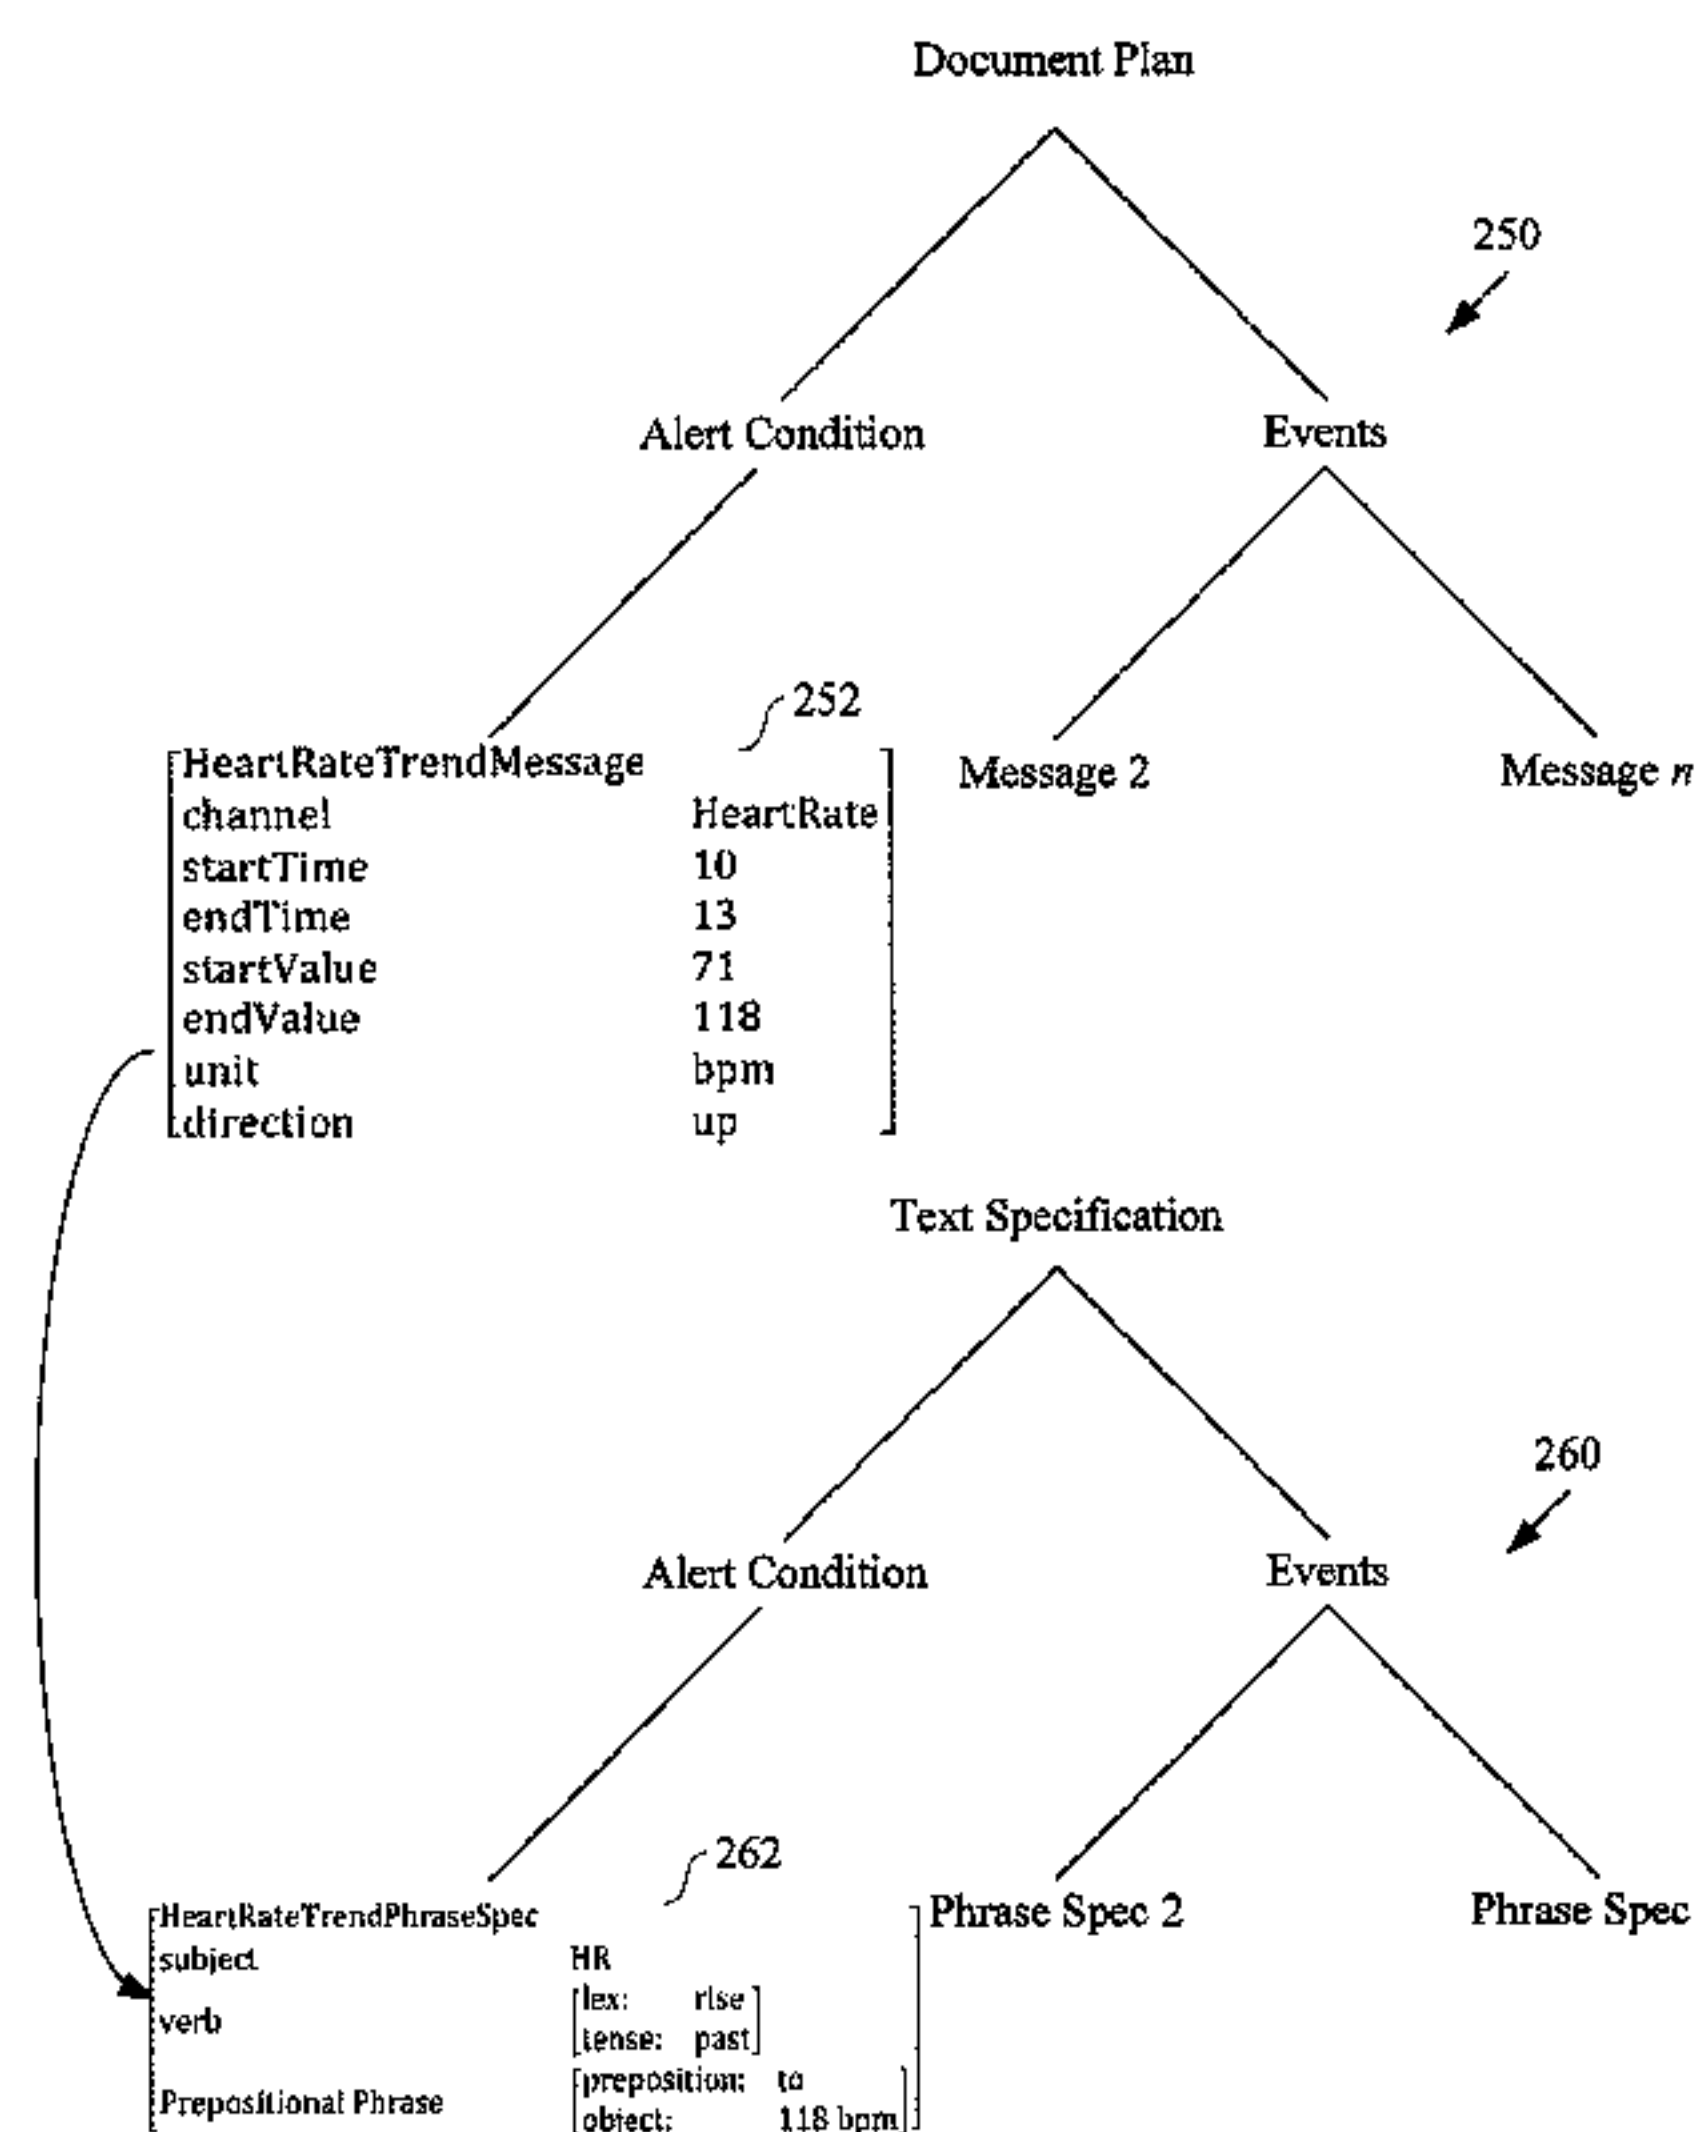 Document Plan
250
Alert Condition Events
252
HeartRateTrendMessage Message 2 Message n
channel HeartRate
startTime 10
endTime 13
startValue 71
endValue 118
unit bpm
direction up
Text Specification
260
Alert Condition Events
262
HeartRateTrendPhraseSpec Phrase Spec 2 Phrase Spec
subject HR
lex: rise
verb
tense: past
preposition: to
Prepositional Phrase
object: 118 bpm